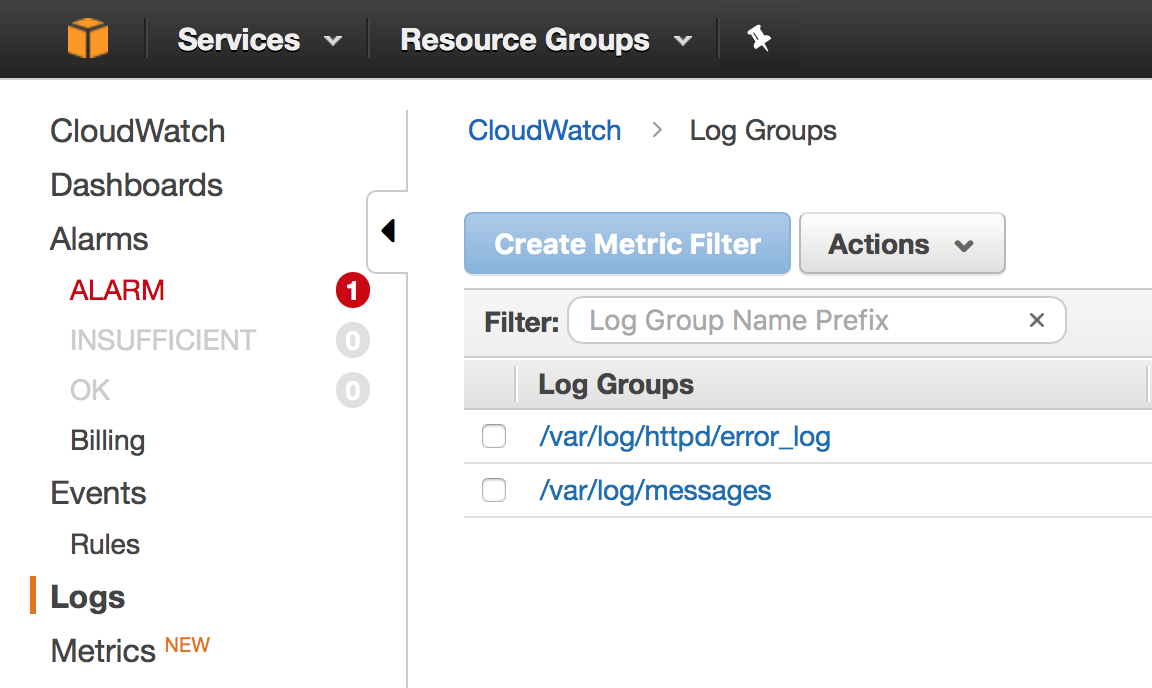 Services Resource Groups
CloudWatch
Dashboards
Alarms
ALARM 1
INSUFFICIENT 0
OK 0
Billing
Events
Rules
Logs
Metrics NEW
CloudWatch > Log Groups
Create Metric Filter Actions
Filter: Log Group Name Prefix ×
Log Groups
/var/log/httpd/error_log
/var/log/messages